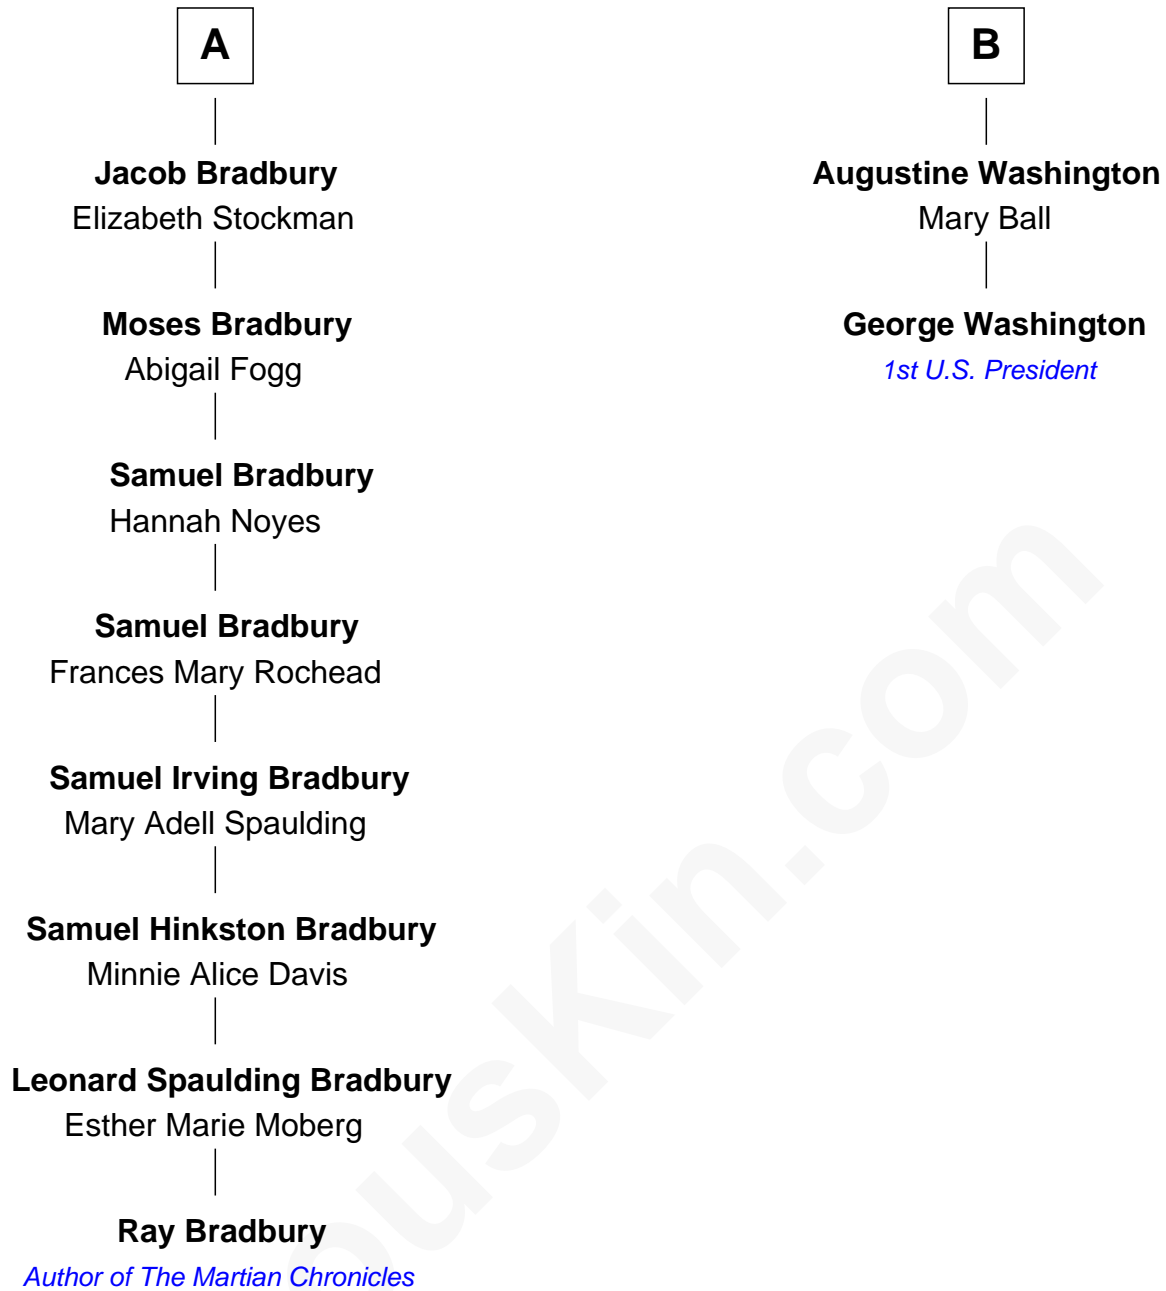 A
Jacob Bradbury
Elizabeth Stockman
Moses Bradbury
Abigail Fogg
Samuel Bradbury
Hannah Noyes
Samuel Bradbury
Frances Mary Rochead
Samuel Irving Bradbury
Mary Adell Spaulding
Samuel Hinkston Bradbury
Minnie Alice Davis
Leonard Spaulding Bradbury
Esther Marie Moberg
Ray Bradbury
Author of The Martian Chronicles
B
Augustine Washington
Mary Ball
George Washington
1st U.S. President
ousKin.com